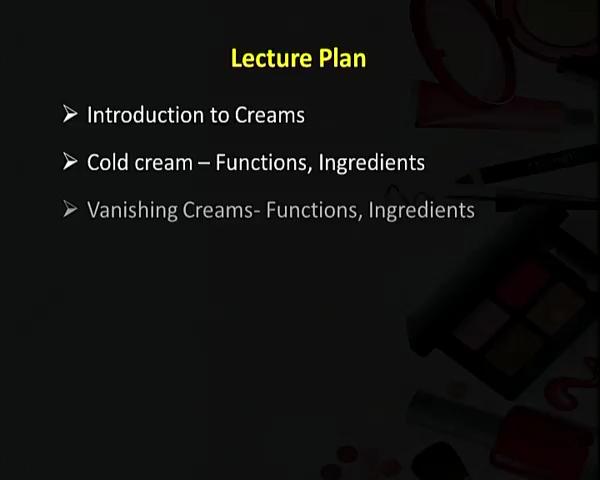 Lecture Plan
➢ Introduction to Creams
➢ Cold cream – Functions, Ingredients
➢ Vanishing Creams- Functions, Ingredients